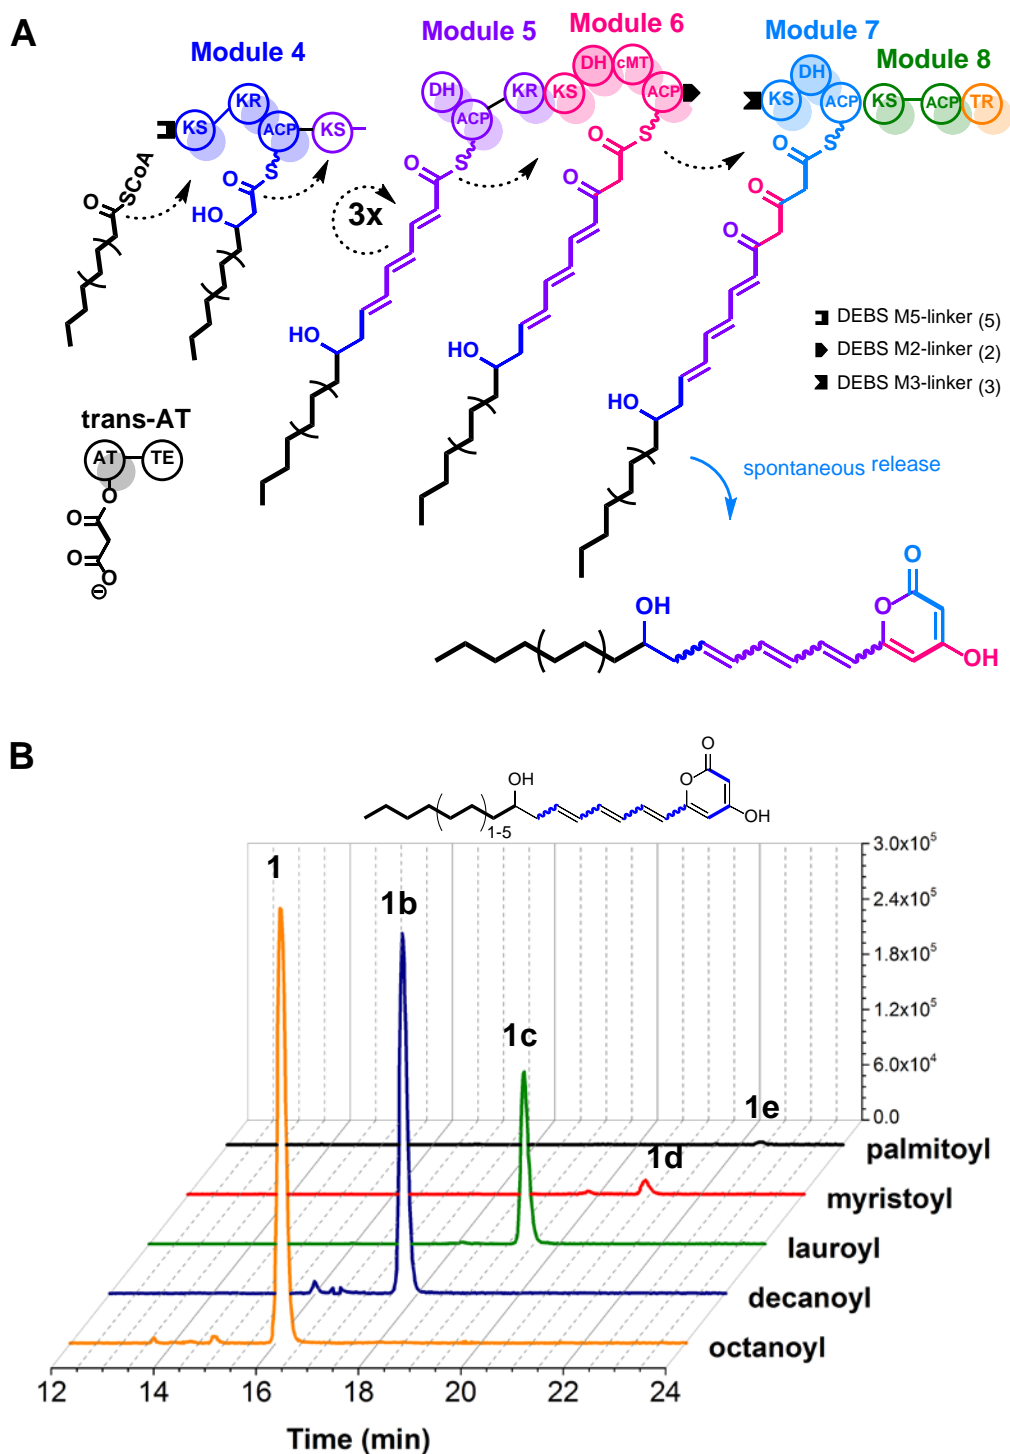 A
Module 4
Module 5
Module 6
Module 7
Module 8
KS
KR
ACP
KS
DH
ACP
KR
KS
DH
cMT
ACP
KS
DH
ACP
KS
ACP
TR
O
SCoA
O
S
HO
3x
O
S
HO
O
S
O
HO
O
S
O
O
HO
DEBS M5-linker (5)
DEBS M2-linker (2)
DEBS M3-linker (3)
trans-AT
AT
TE
O
O
O
O
⊖
spontaneous release
OH
O
O
OH
B
OH
1-5
O
O
OH
3.0x10⁵
2.4x10⁵
1.8x10⁵
1.2x10⁵
6.0x10⁴
0.0
1
1b
1c
1d
1e
palmitoyl
myristoyl
lauroyl
decanoyl
octanoyl
12
14
16
18
20
22
24
Time (min)